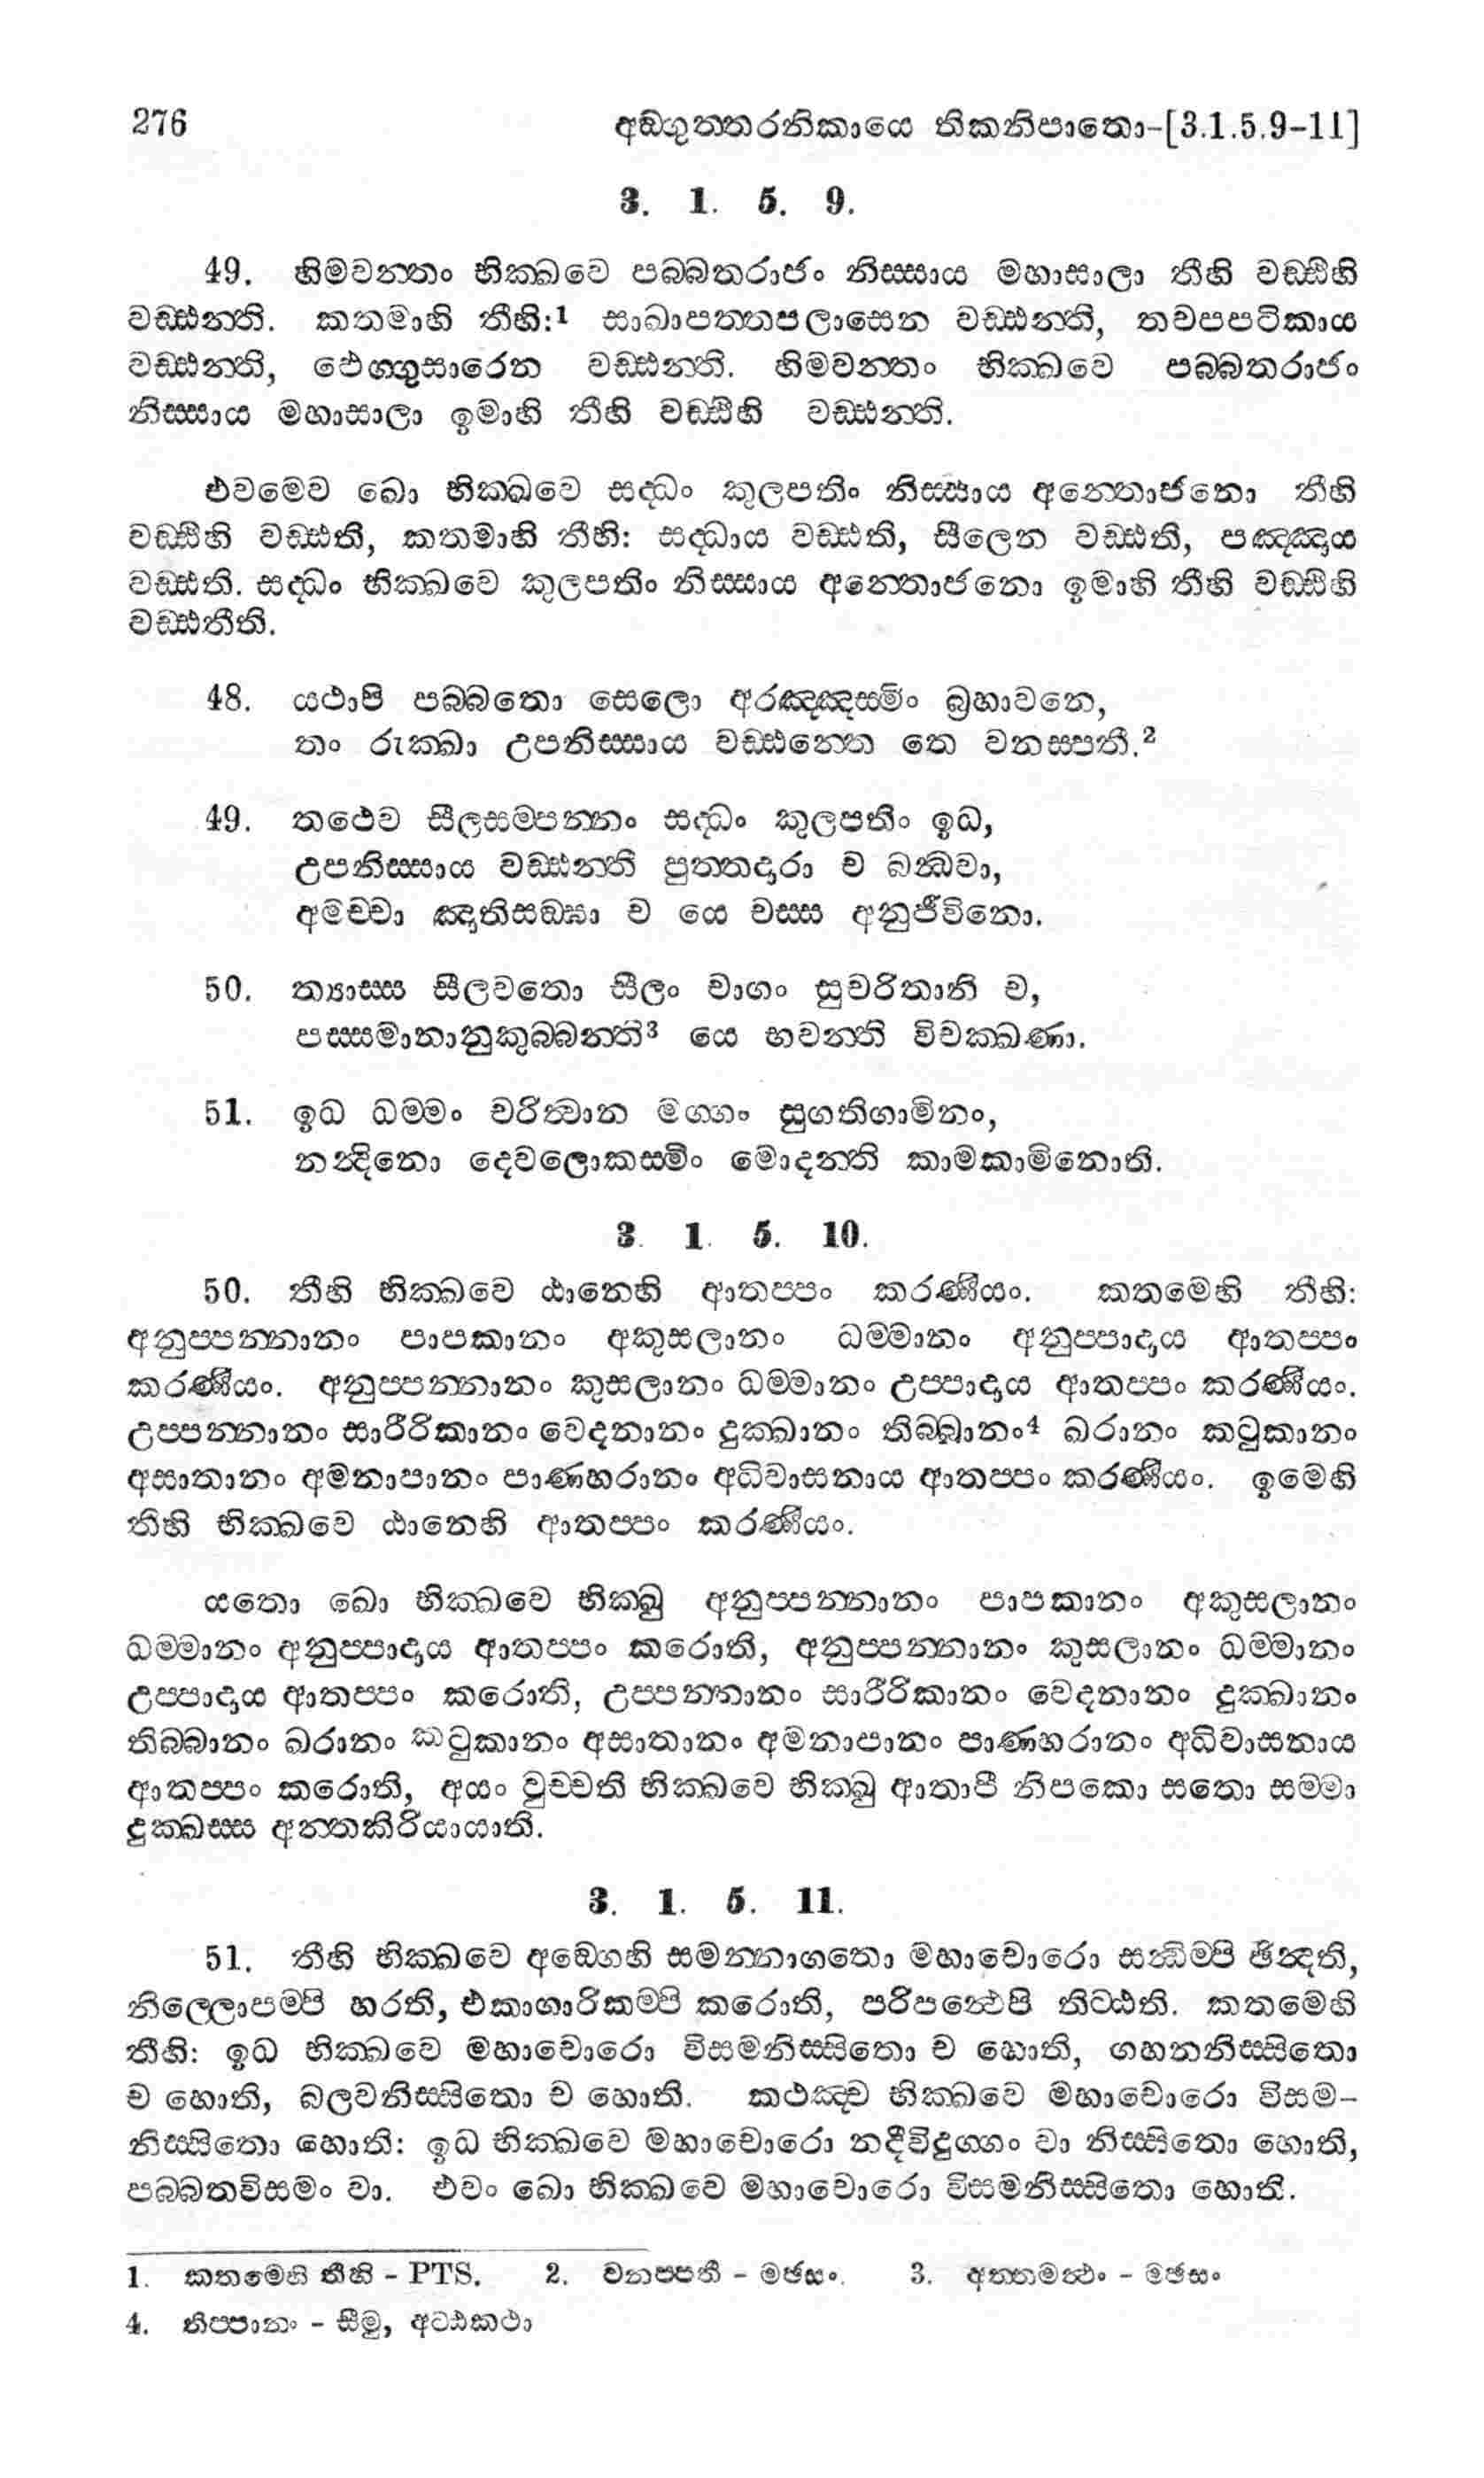 276 අඞ්ගුත්තරනිකායෙ තිකනිපාතො-[3.1.5.9-11]
3. 1. 5. 9.
49. හිමවන්තං භික්ඛවෙ පබ්බතරාජං නිස්සාය මහාසාලා තීහි වඩ්ඪීහි
වඩ්ඪන්ති. කතමාහි තීහි:1 සාඛාපත්තපලාසෙන වඩ්ඪන්ති, තචපපටිකාය
වඩ්ඪන්ති, ඵෙග්ගුසාරෙන වඩ්ඪන්ති. හිමවන්තං භික්ඛවෙ පබ්බතරාජං
නිස්සාය මහාසාලා ඉමාහි තීහි වඩ්ඪීහි වඩ්ඪන්ති.
එවමෙව ඛො භික්ඛවෙ සද්ධං කුලපතිං නිස්සාය අන්තොජනො තීහි
වඩ්ඪීහි වඩ්ඪති, කතමාහි තීහි: සද්ධාය වඩ්ඪති, සීලෙන වඩ්ඪති, පඤ්ඤාය
වඩ්ඪති. සද්ධං භික්ඛවෙ කුලපතිං නිස්සාය අන්තොජනො ඉමාහි තීහි වඩ්ඪීහි
වඩ්ඪතීති.
48. යථාපි පබ්බතො සෙලො අරඤ්ඤස්මිං බ්‍රහාවනෙ,
තං රුක්ඛා උපනිස්සාය වඩ්ඪන්තෙ තෙ වනස්පතී.2
49. තථෙව සීලසම්පන්නං සද්ධං කුලපතිං ඉධ,
උපනිස්සාය වඩ්ඪන්ති පුත්තදාරා ච බන්ධවා,
අමච්චා ඤාතිසඞ්ඝා ච යෙ චස්ස අනුජීවිනො.
50. ත්‍යාස්ස සීලවතො සීලං චාගං සුචරිතානි ච,
පස්සමානානුකුබ්බන්ති3 යෙ භවන්ති විචක්ඛණා.
51. ඉධ ධම්මං චරිත්වාන මග්ගං සුගතිගාමිනං,
නන්දිනො දෙවලොකස්මිං මොදන්ති කාමකාමිනොති.
3. 1. 5. 10.
50. තීහි භික්ඛවෙ ඨානෙහි ආතප්පං කරණීයං. කතමෙහි තීහි:
අනුප්පන්නානං පාපකානං අකුසලානං ධම්මානං අනුප්පාදාය ආතප්පං
කරණීයං. අනුප්පන්නානං කුසලානං ධම්මානං උප්පාදාය ආතප්පං කරණීයං.
උප්පන්නානං සාරීරිකානං වෙදනානං දුක්ඛානං තිබ්බානං4 ඛරානං කටුකානං
අසාතානං අමනාපානං පාණහරානං අධිවාසනාය ආතප්පං කරණීයං. ඉමෙහි
තීහි භික්ඛවෙ ඨානෙහි ආතප්පං කරණීයං.
යතො ඛො භික්ඛවෙ භික්ඛු අනුප්පන්නානං පාපකානං අකුසලානං
ධම්මානං අනුප්පාදාය ආතප්පං කරොති, අනුප්පන්නානං කුසලානං ධම්මානං
උප්පාදාය ආතප්පං කරොති, උප්පන්නානං සාරීරිකානං වෙදනානං දුක්ඛානං
තිබ්බානං ඛරානං කටුකානං අසාතානං අමනාපානං පාණහරානං අධිවාසනාය
ආතප්පං කරොති, අයං වුච්චති භික්ඛවෙ භික්ඛු ආතාපී නිපකො සතො සම්මා
දුක්ඛස්ස අන්තකිරියායාති.
3. 1. 5. 11.
51. තීහි භික්ඛවෙ අඞ්ගෙහි සමන්නාගතො මහාචොරො සන්ධිම්පි ඡින්දති,
නිල්ලොපම්පි හරති, එකාගාරිකම්පි කරොති, පරිපන්ථෙපි තිට්ඨති. කතමෙහි
තීහි: ඉධ භික්ඛවෙ මහාචොරො විසමනිස්සිතො ච හොති, ගහනනිස්සිතො
ච හොති, බලවනිස්සිතො ච හොති. කථඤ්ච භික්ඛවෙ මහාචොරො විසම-
නිස්සිතො හොති: ඉධ භික්ඛවෙ මහාචොරො නදීවිදුග්ගං වා නිස්සිතො හොති,
පබ්බතවිසමං වා. එවං ඛො භික්ඛවෙ මහාචොරො විසමනිස්සිතො හොති.
1. කතමෙහි තීහි - PTS. 2. වනප්පතී - මඡසං. 3. අත්තමත්ථං - මඡසං
4. තිප්පානං - සීමු, අට්ඨකථා